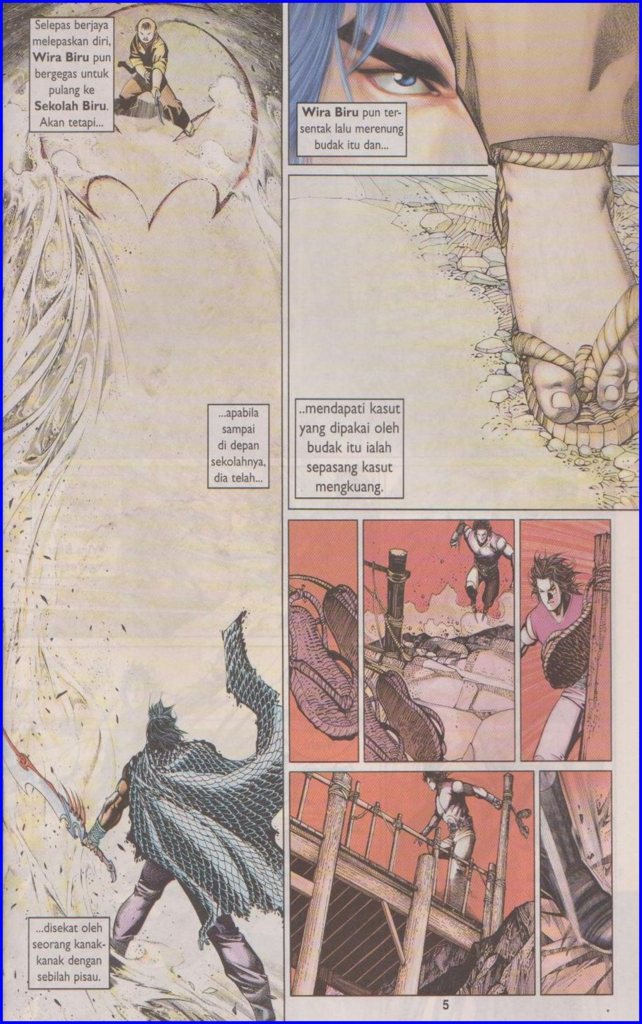 Selepas berjaya
melepaskan diri,
Wira Biru pun
bergegas untuk
pulang ke
Sekolah Biru.
Akan tetapi...
...apabila
sampai
di depan
sekolahnya,
dia telah...
...disekat oleh
seorang kanak-
kanak dengan
sebilah pisau.
Wira Biru pun ter-
sentak lalu merenung
budak itu dan...
..mendapati kasut
yang dipakai oleh
budak itu ialah
sepasang kasut
mengkuang.
5